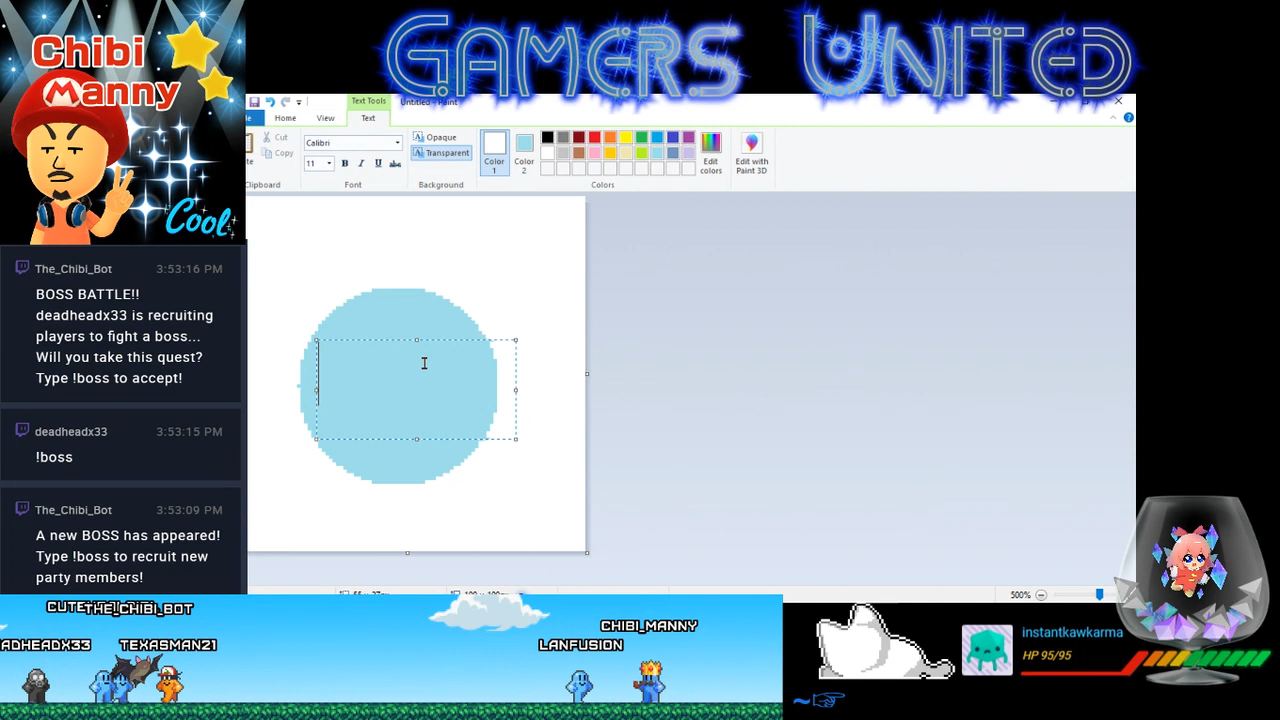 Gamers United
Chibi
Manny
Cool
Text Tools
Untitled - Paint
Home
View
Text
Cut
Copy
Calibri
11
B I U abc
Opaque
Transparent
Color
1
Color
2
Edit
colors
Edit with
Paint 3D
Clipboard
Font
Background
Colors
The_Chibi_Bot 3:53:16 PM
BOSS BATTLE!!
deadheadx33 is recruiting
players to fight a boss...
Will you take this quest?
Type !boss to accept!
deadheadx33 3:53:15 PM
!boss
The_Chibi_Bot 3:53:09 PM
A new BOSS has appeared!
Type !boss to recruit new
party members!
500%
THE_CHIBI_BOT
ADHEADX33
TEXASMAN21
LANFUSION
CHIBI_MANNY
instantkawkarma
HP 95/95